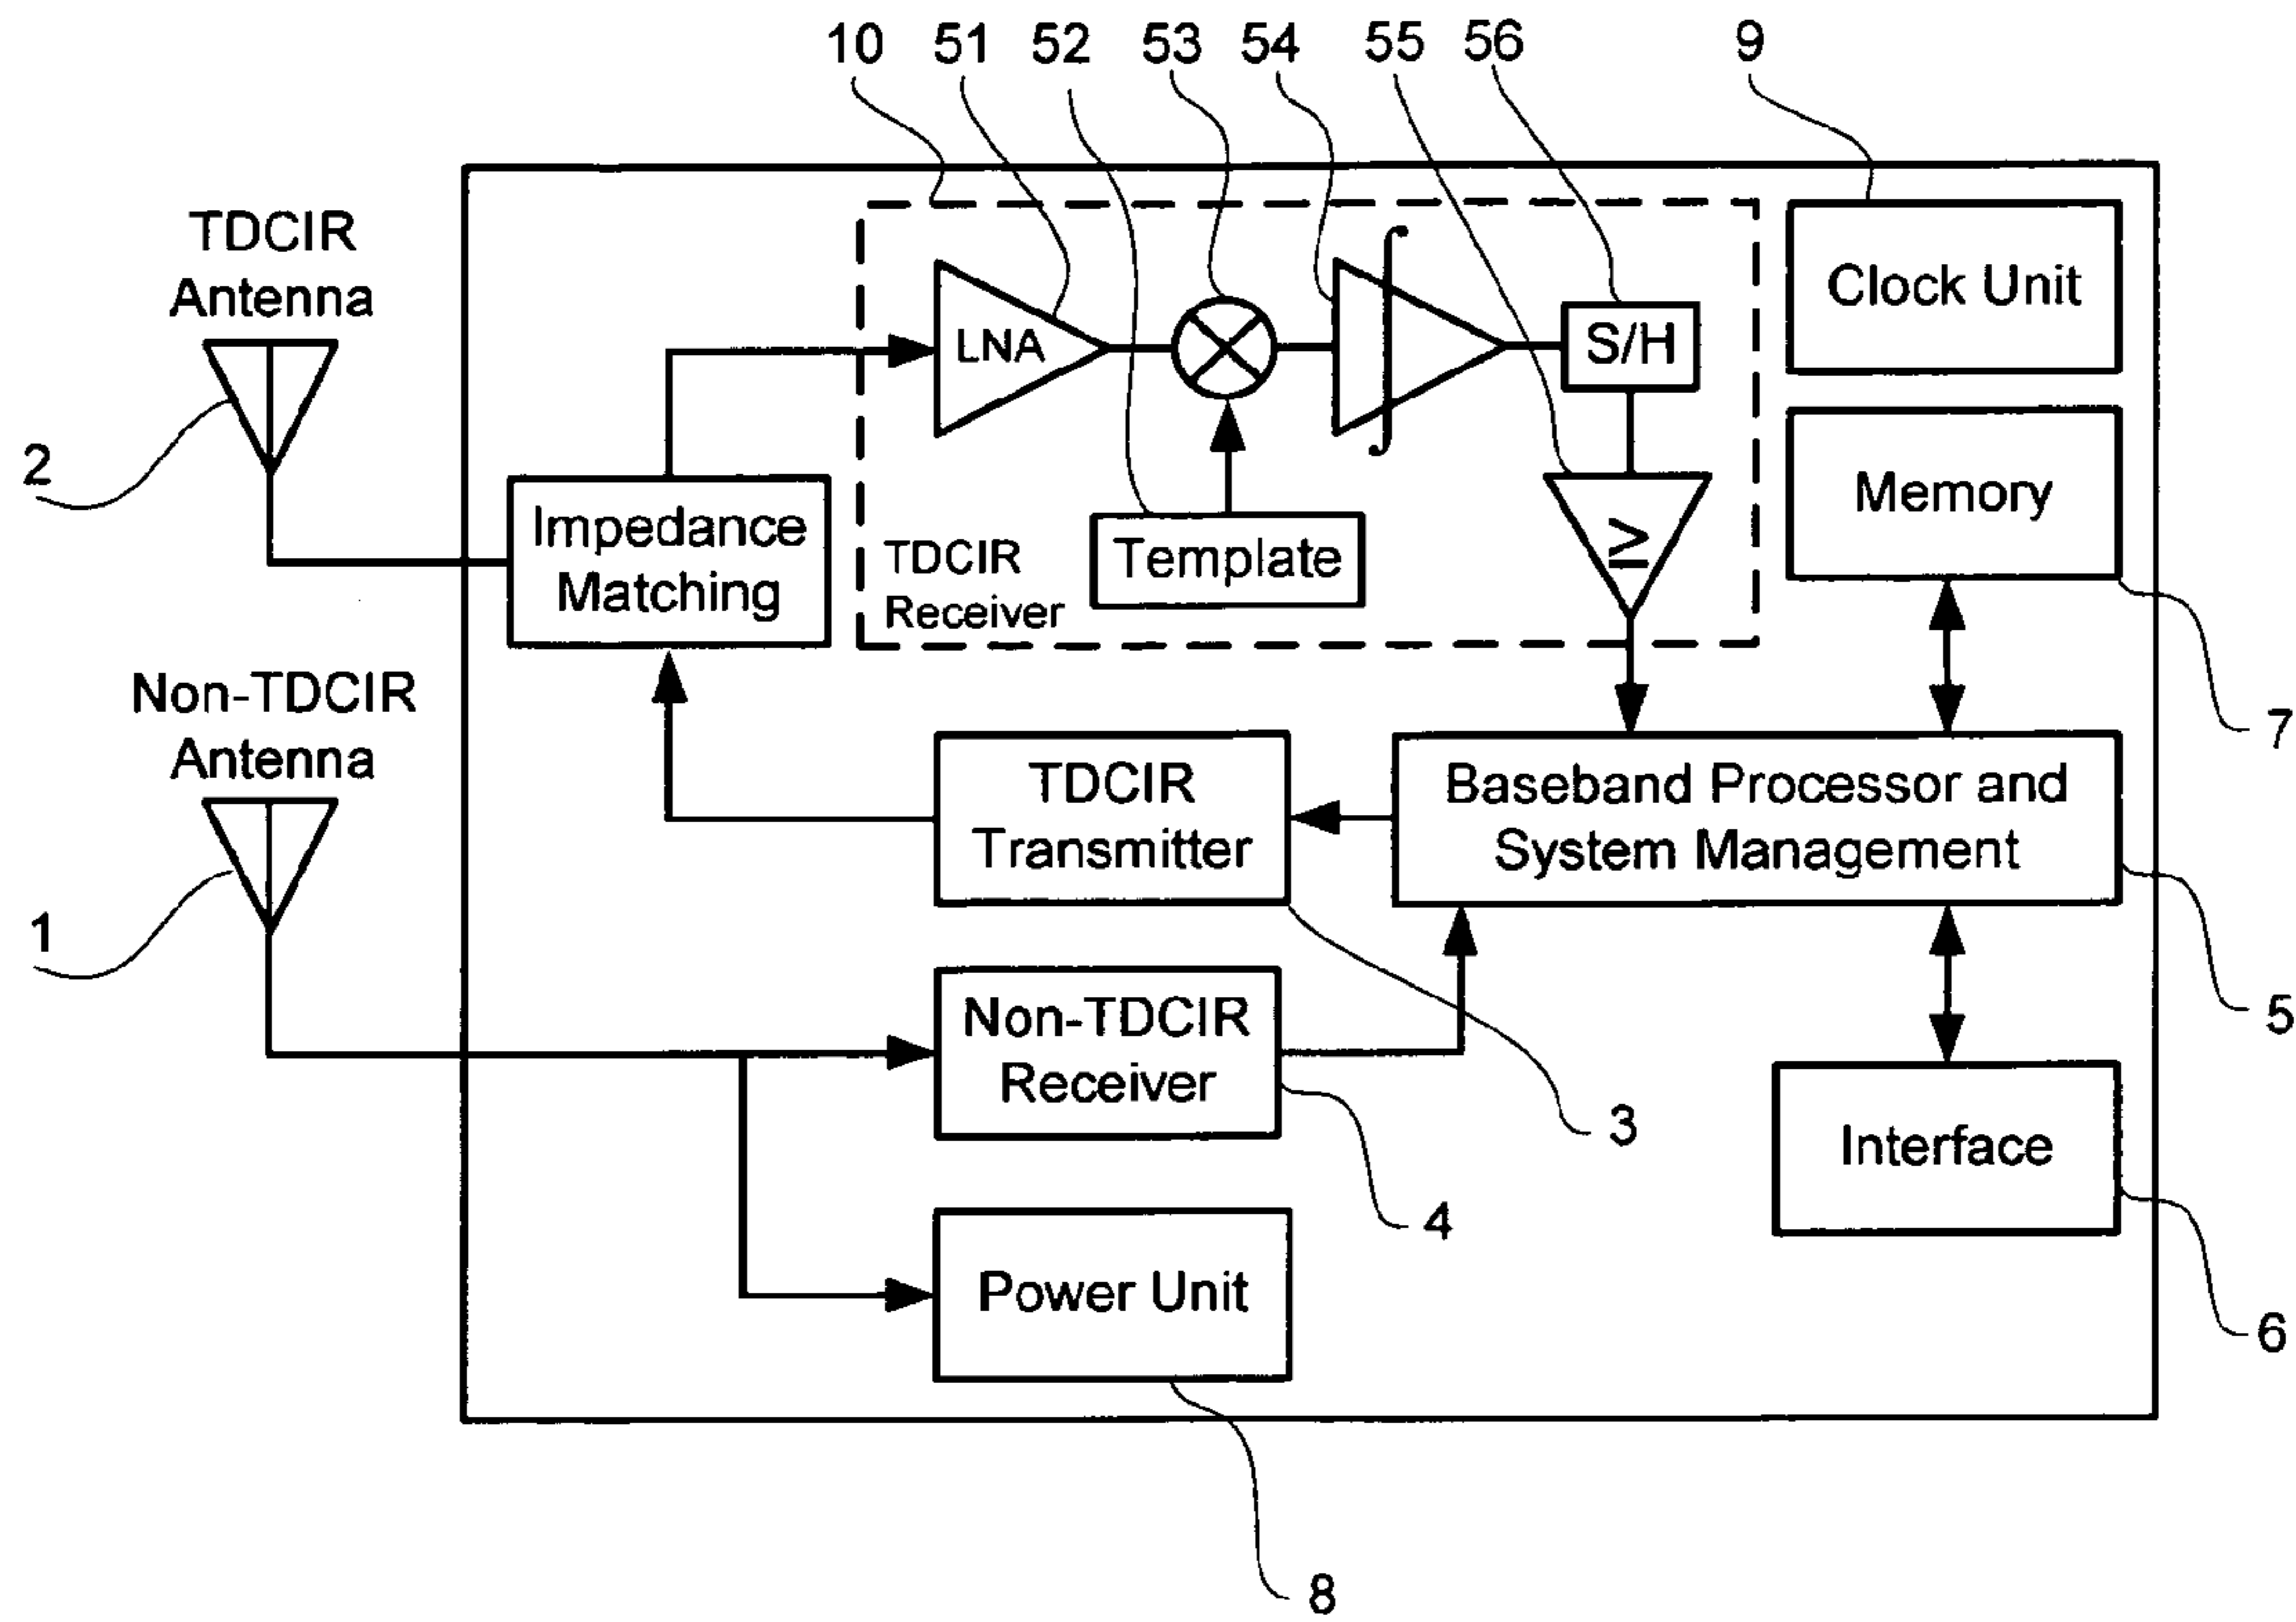 10 51 52 53 54 55 56 9
TDCIR
Antenna
Clock Unit
LNA
S/H
2
Memory
Impedance
Matching
TDCIR
Receiver
Template
≥
Non-TDCIR
Antenna
7
TDCIR
Transmitter
Baseband Processor and
System Management
1
Non-TDCIR
Receiver
5
3
Interface
4
Power Unit
6
8